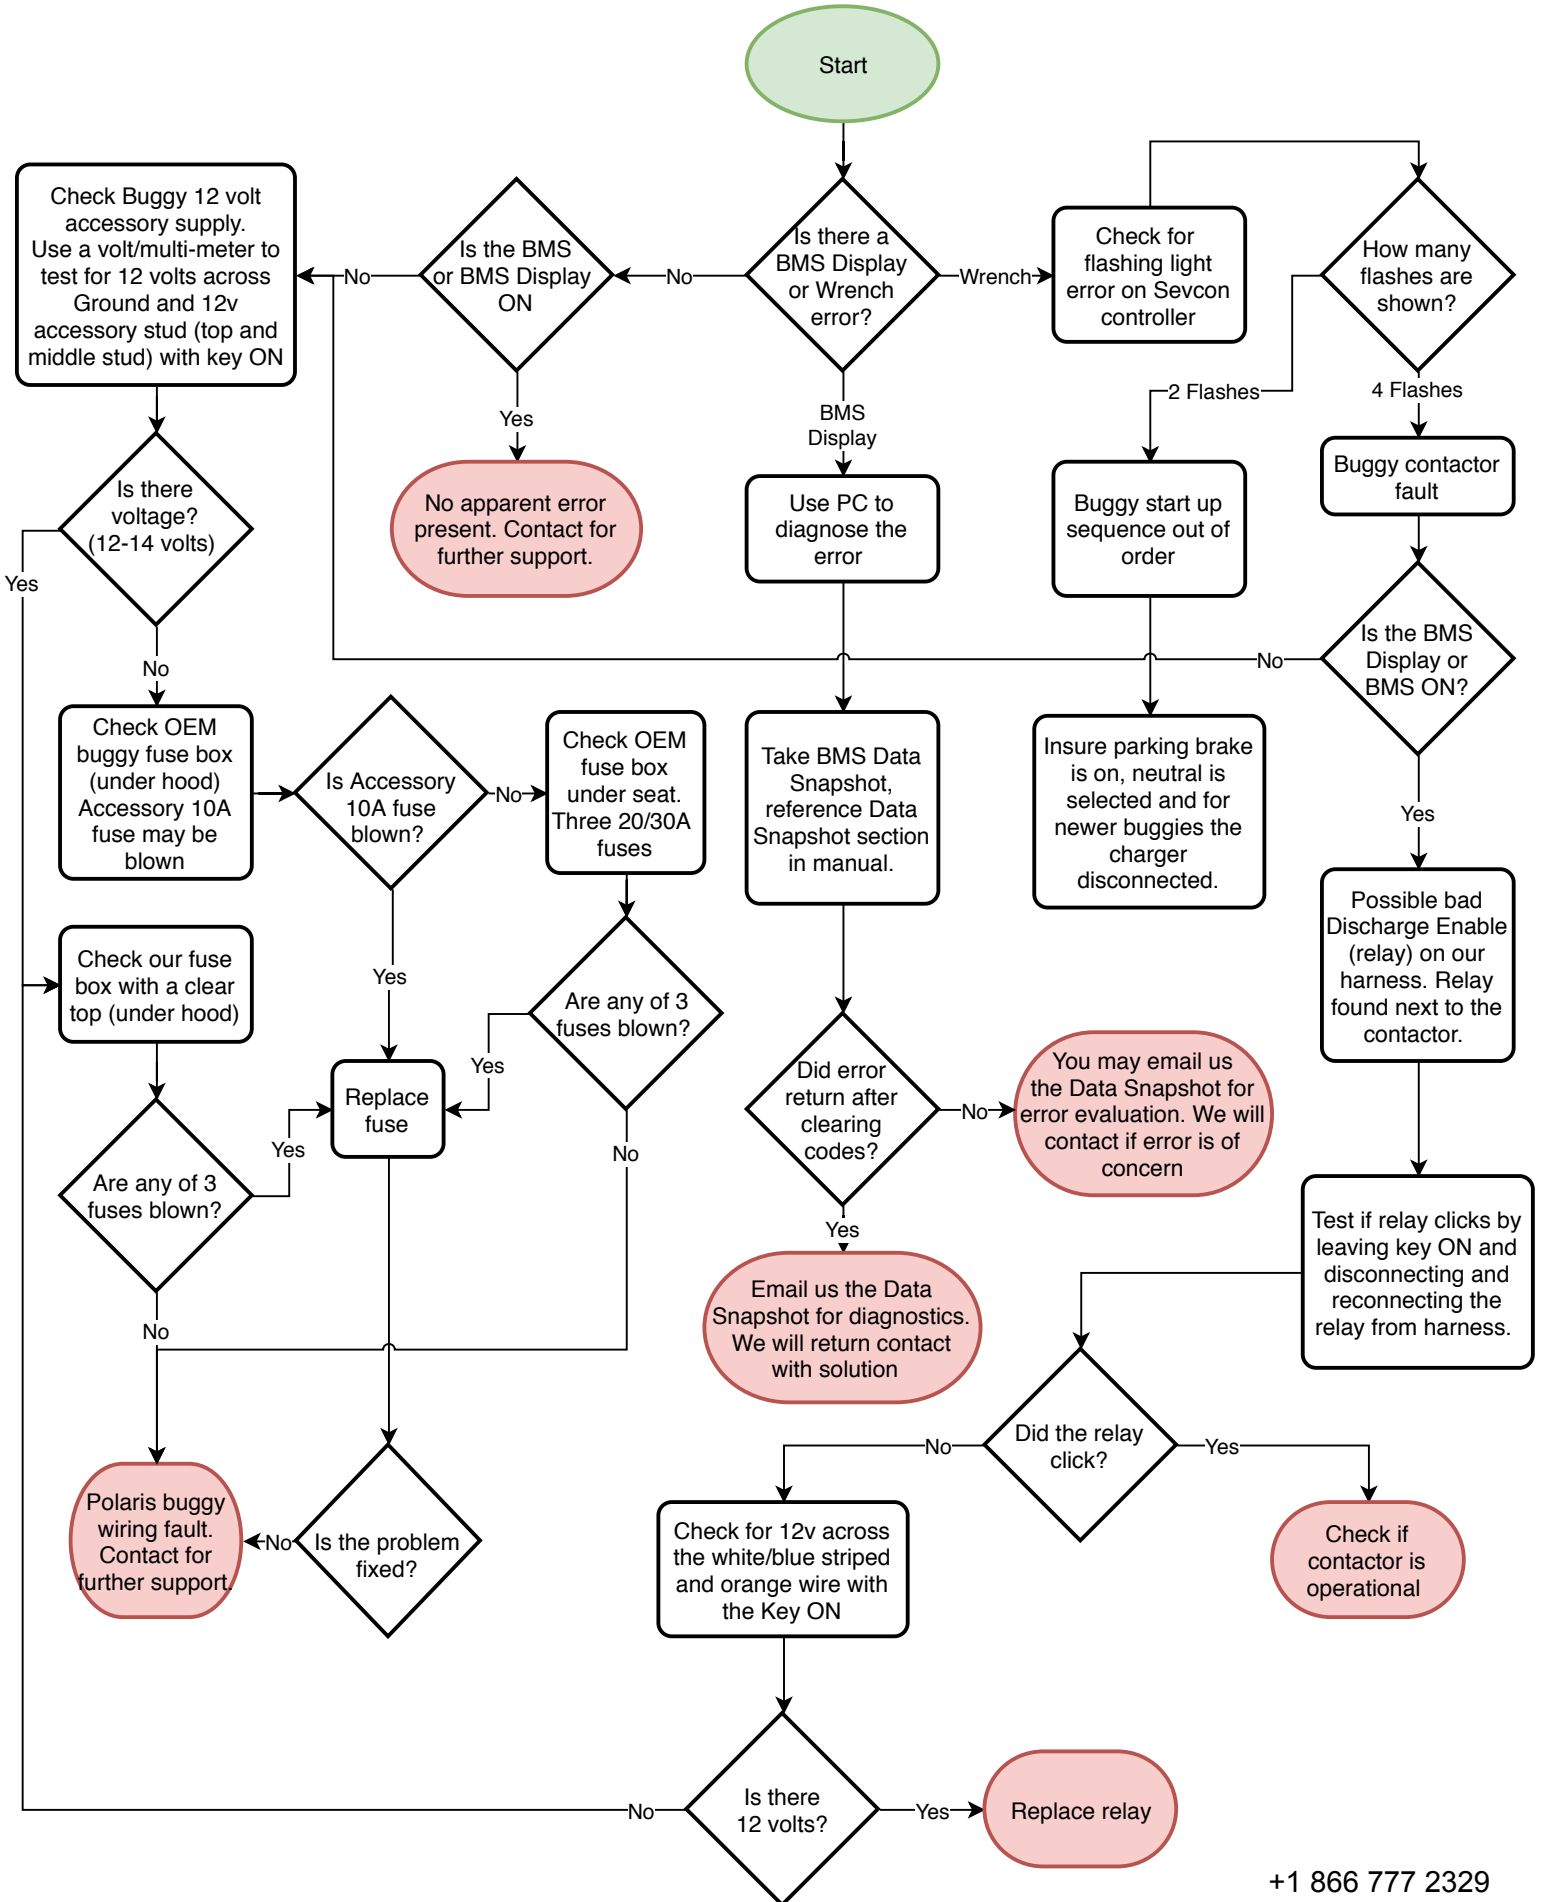 Start
Check Buggy 12 volt
accessory supply.
Use a volt/multi-meter to
test for 12 volts across
Ground and 12v
accessory stud (top and
middle stud) with key ON
No
Is the BMS
or BMS Display
ON
No
Is there a
BMS Display
or Wrench
error?
Wrench
Check for
flashing light
error on Sevcon
controller
How many
flashes are
shown?
Yes
BMS
Display
2 Flashes
4 Flashes
Is there
voltage?
(12-14 volts)
Yes
No apparent error
present. Contact for
further support.
Use PC to
diagnose the
error
Buggy start up
sequence out of
order
Buggy contactor
fault
No
No
Is the BMS
Display or
BMS ON?
Check OEM
buggy fuse box
(under hood)
Accessory 10A
fuse may be
blown
Is Accessory
10A fuse
blown?
No
Check OEM
fuse box
under seat.
Three 20/30A
fuses
Take BMS Data
Snapshot,
reference Data
Snapshot section
in manual.
Insure parking brake
is on, neutral is
selected and for
newer buggies the
charger
disconnected.
Yes
Possible bad
Discharge Enable
(relay) on our
harness. Relay
found next to the
contactor.
Check our fuse
box with a clear
top (under hood)
Yes
Are any of 3
fuses blown?
Yes
Replace
fuse
Did error
return after
clearing
codes?
No
You may email us
the Data Snapshot for
error evaluation. We will
contact if error is of
concern
Are any of 3
fuses blown?
Yes
No
Yes
Test if relay clicks by
leaving key ON and
disconnecting and
reconnecting the
relay from harness.
Email us the Data
Snapshot for diagnostics.
We will return contact
with solution
No
No
Did the relay
click?
Yes
Polaris buggy
wiring fault.
Contact for
further support.
No
Is the problem
fixed?
Check for 12v across
the white/blue striped
and orange wire with
the Key ON
Check if
contactor is
operational
No
Is there
12 volts?
Yes
Replace relay
+1 866 777 2329